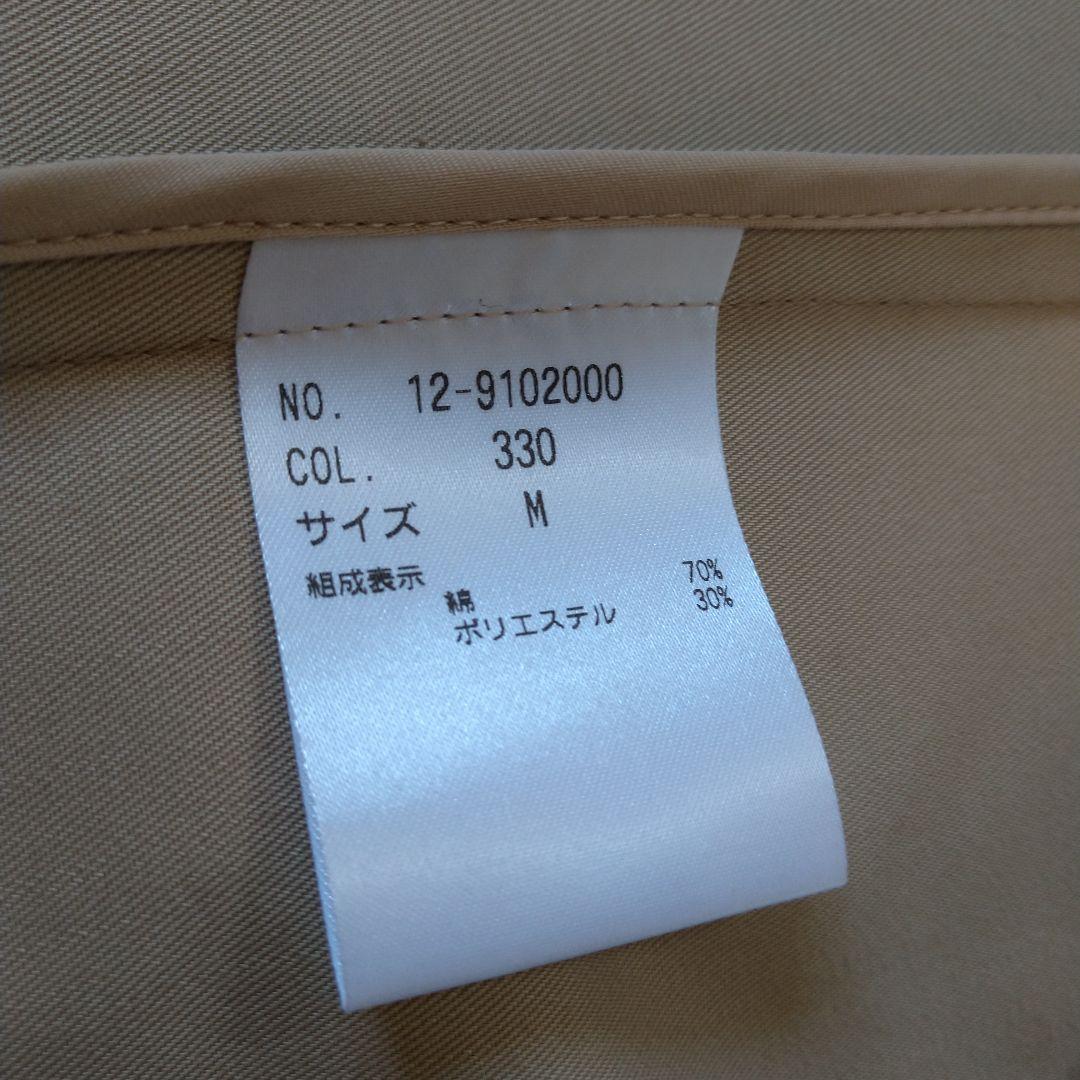 NO. 12-9102000
COL. 330
サイズ M
組成表示
綿 70%
ポリエステル 30%